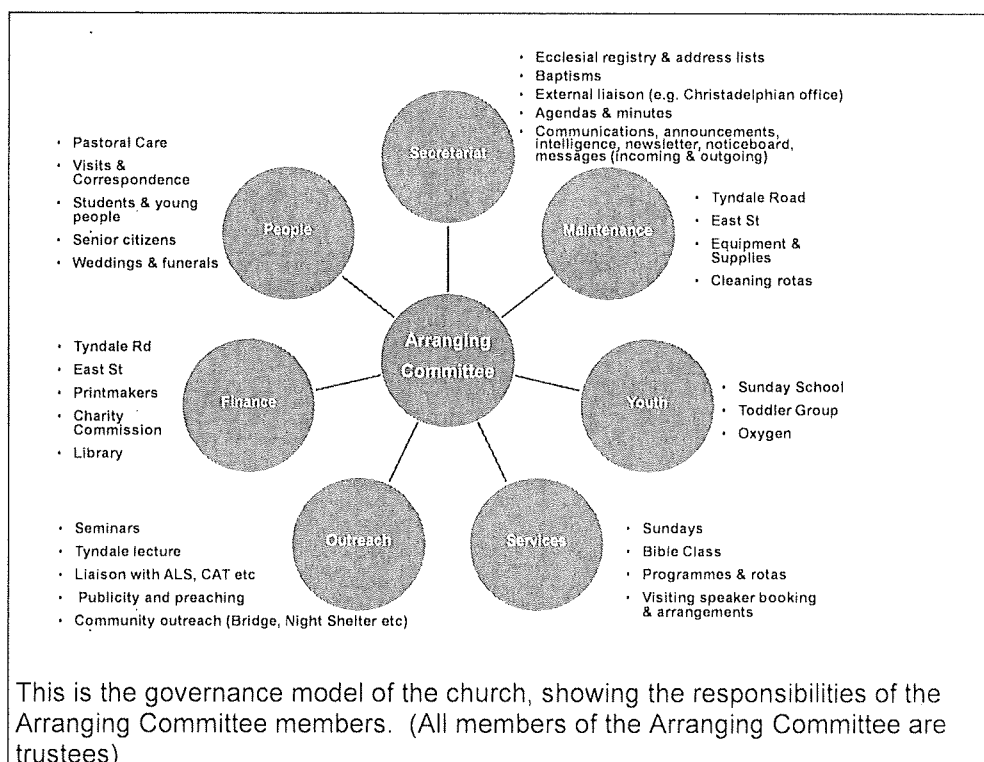 Secretariat
• Ecclesial registry & address lists
• Baptisms
• External liaison (e.g. Christadelphian office)
• Agendas & minutes
• Communications, announcements,
intelligence, newsletter, noticeboard,
messages (incoming & outgoing)
Maintenance
• Tyndale Road
• East St
• Equipment &
Supplies
• Cleaning rotas
Youth
• Sunday School
• Toddler Group
• Oxygen
Services
• Sundays
• Bible Class
• Programmes & rotas
• Visiting speaker booking
& arrangements
Outreach
• Seminars
• Tyndale lecture
• Liaison with ALS, CAT etc
• Publicity and preaching
• Community outreach (Bridge, Night Shelter etc)
Finance
• Tyndale Rd
• East St
• Printmakers
• Charity
Commission
• Library
People
• Pastoral Care
• Visits &
Correspondence
• Students & young
people
• Senior citizens
• Weddings & funerals
Arranging
Committee
This is the governance model of the church, showing the responsibilities of the
Arranging Committee members. (All members of the Arranging Committee are
trustees)